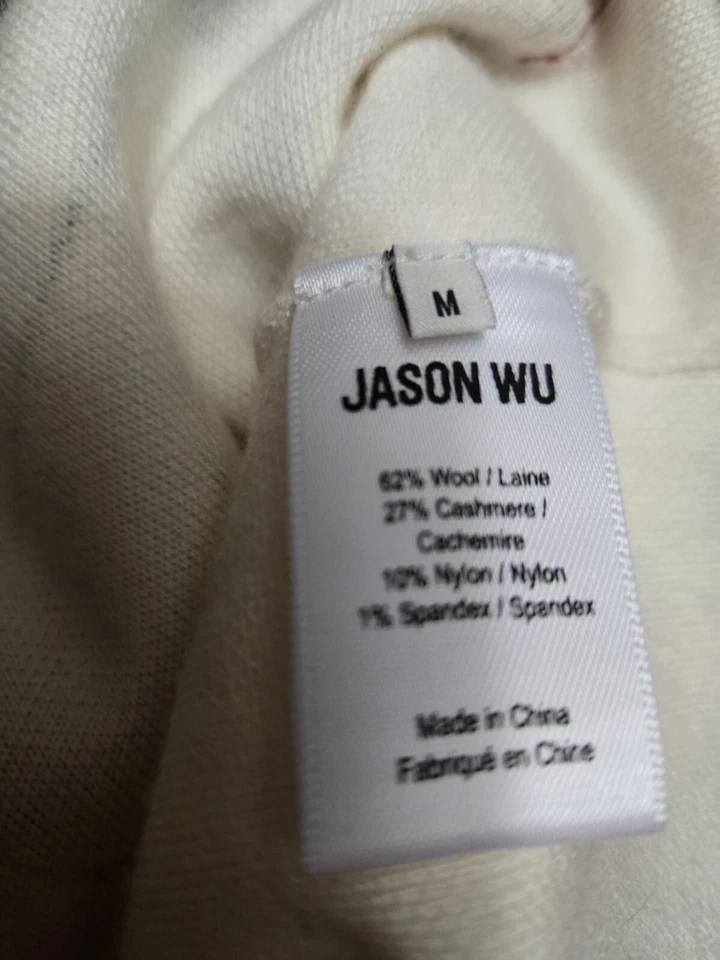 M
JASON WU
62% Wool / Laine
27% Cashmere /
Cachemire
10% Nylon / Nylon
1% Spandex / Spandex
Made in China
Fabriqué en Chine